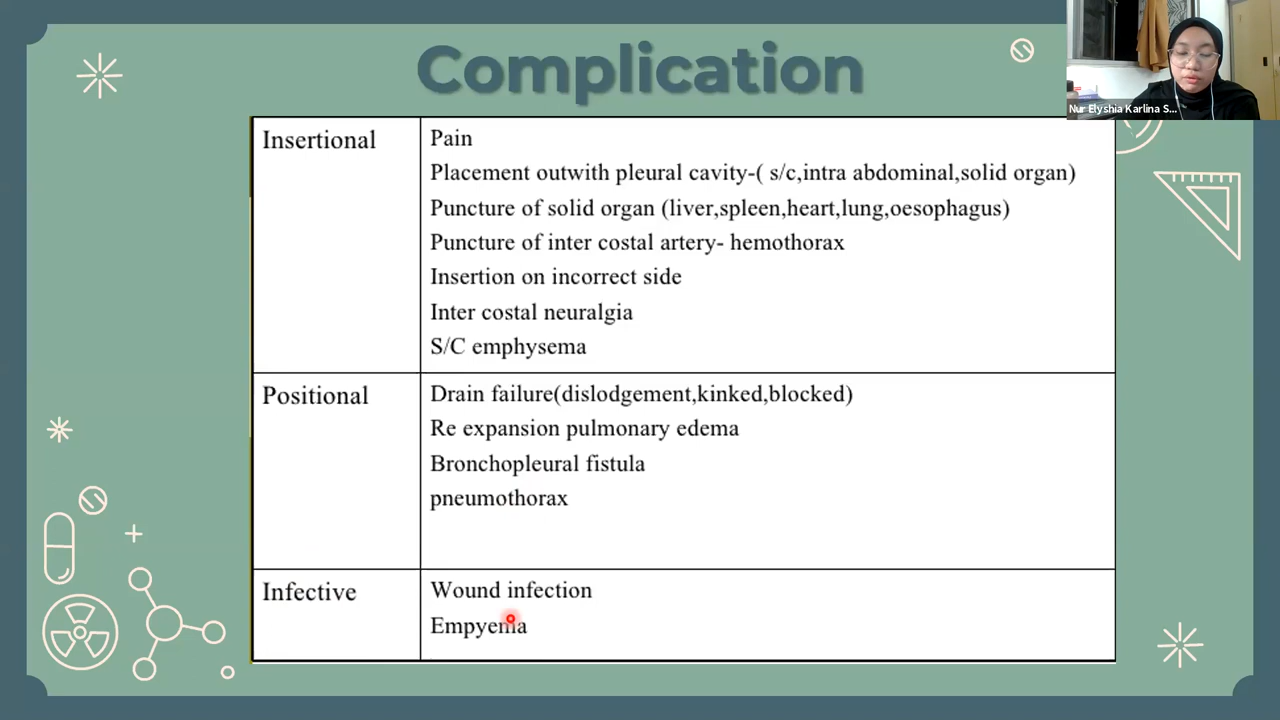 Complication
Nur Elyshia Karlina S...
Insertional
Pain
Placement outwith pleural cavity-( s/c,intra abdominal,solid organ)
Puncture of solid organ (liver,spleen,heart,lung,oesophagus)
Puncture of inter costal artery- hemothorax
Insertion on incorrect side
Inter costal neuralgia
S/C emphysema
Positional
Drain failure(dislodgement,kinked,blocked)
Re expansion pulmonary edema
Bronchopleural fistula
pneumothorax
Infective
Wound infection
Empyema